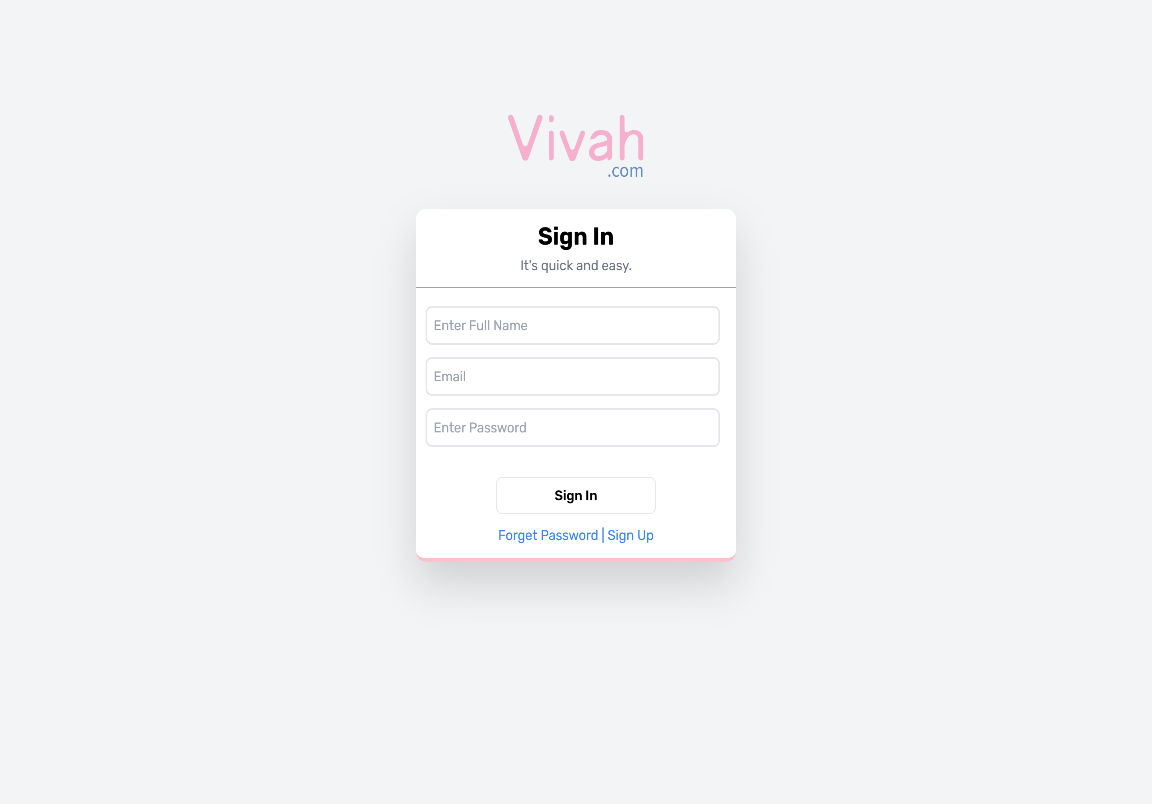 Vivah
.com
Sign In
It's quick and easy.
Enter Full Name
Email
Enter Password
Sign In
Forget Password | Sign Up